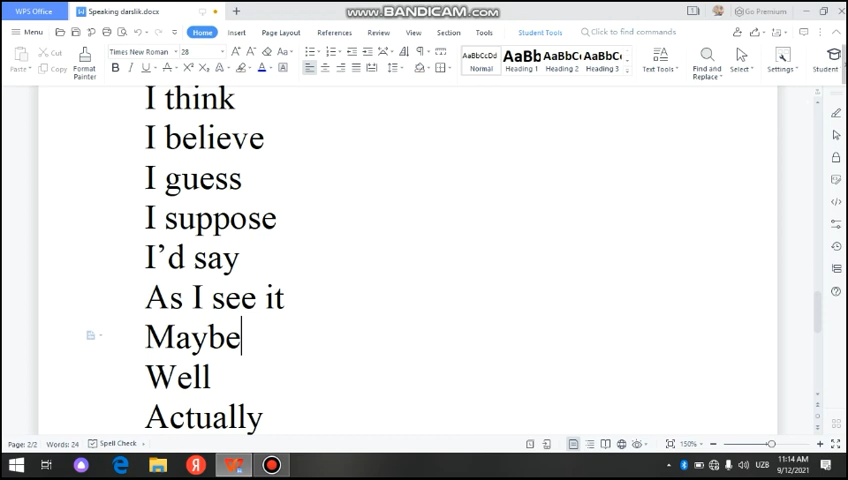 www.BANDICAM.com
WPS Office Speaking darslik.docx + 1 Go Premium
Menu Home Insert Page Layout References Review View Section Tools Student Tools Click to find commands
Paste Cut Copy Format Painter Times New Roman 28 AaBbCcDd Normal AaBb Heading 1 AaBbC Heading 2 AaBbC Heading 3 Text Tools Find and Replace Select Settings Student
I think
I believe
I guess
I suppose
I’d say
As I see it
Maybe
Well
Actually
Page: 2/2 Words: 24 Spell Check 150%
UZB 11:14 AM
9/12/2021